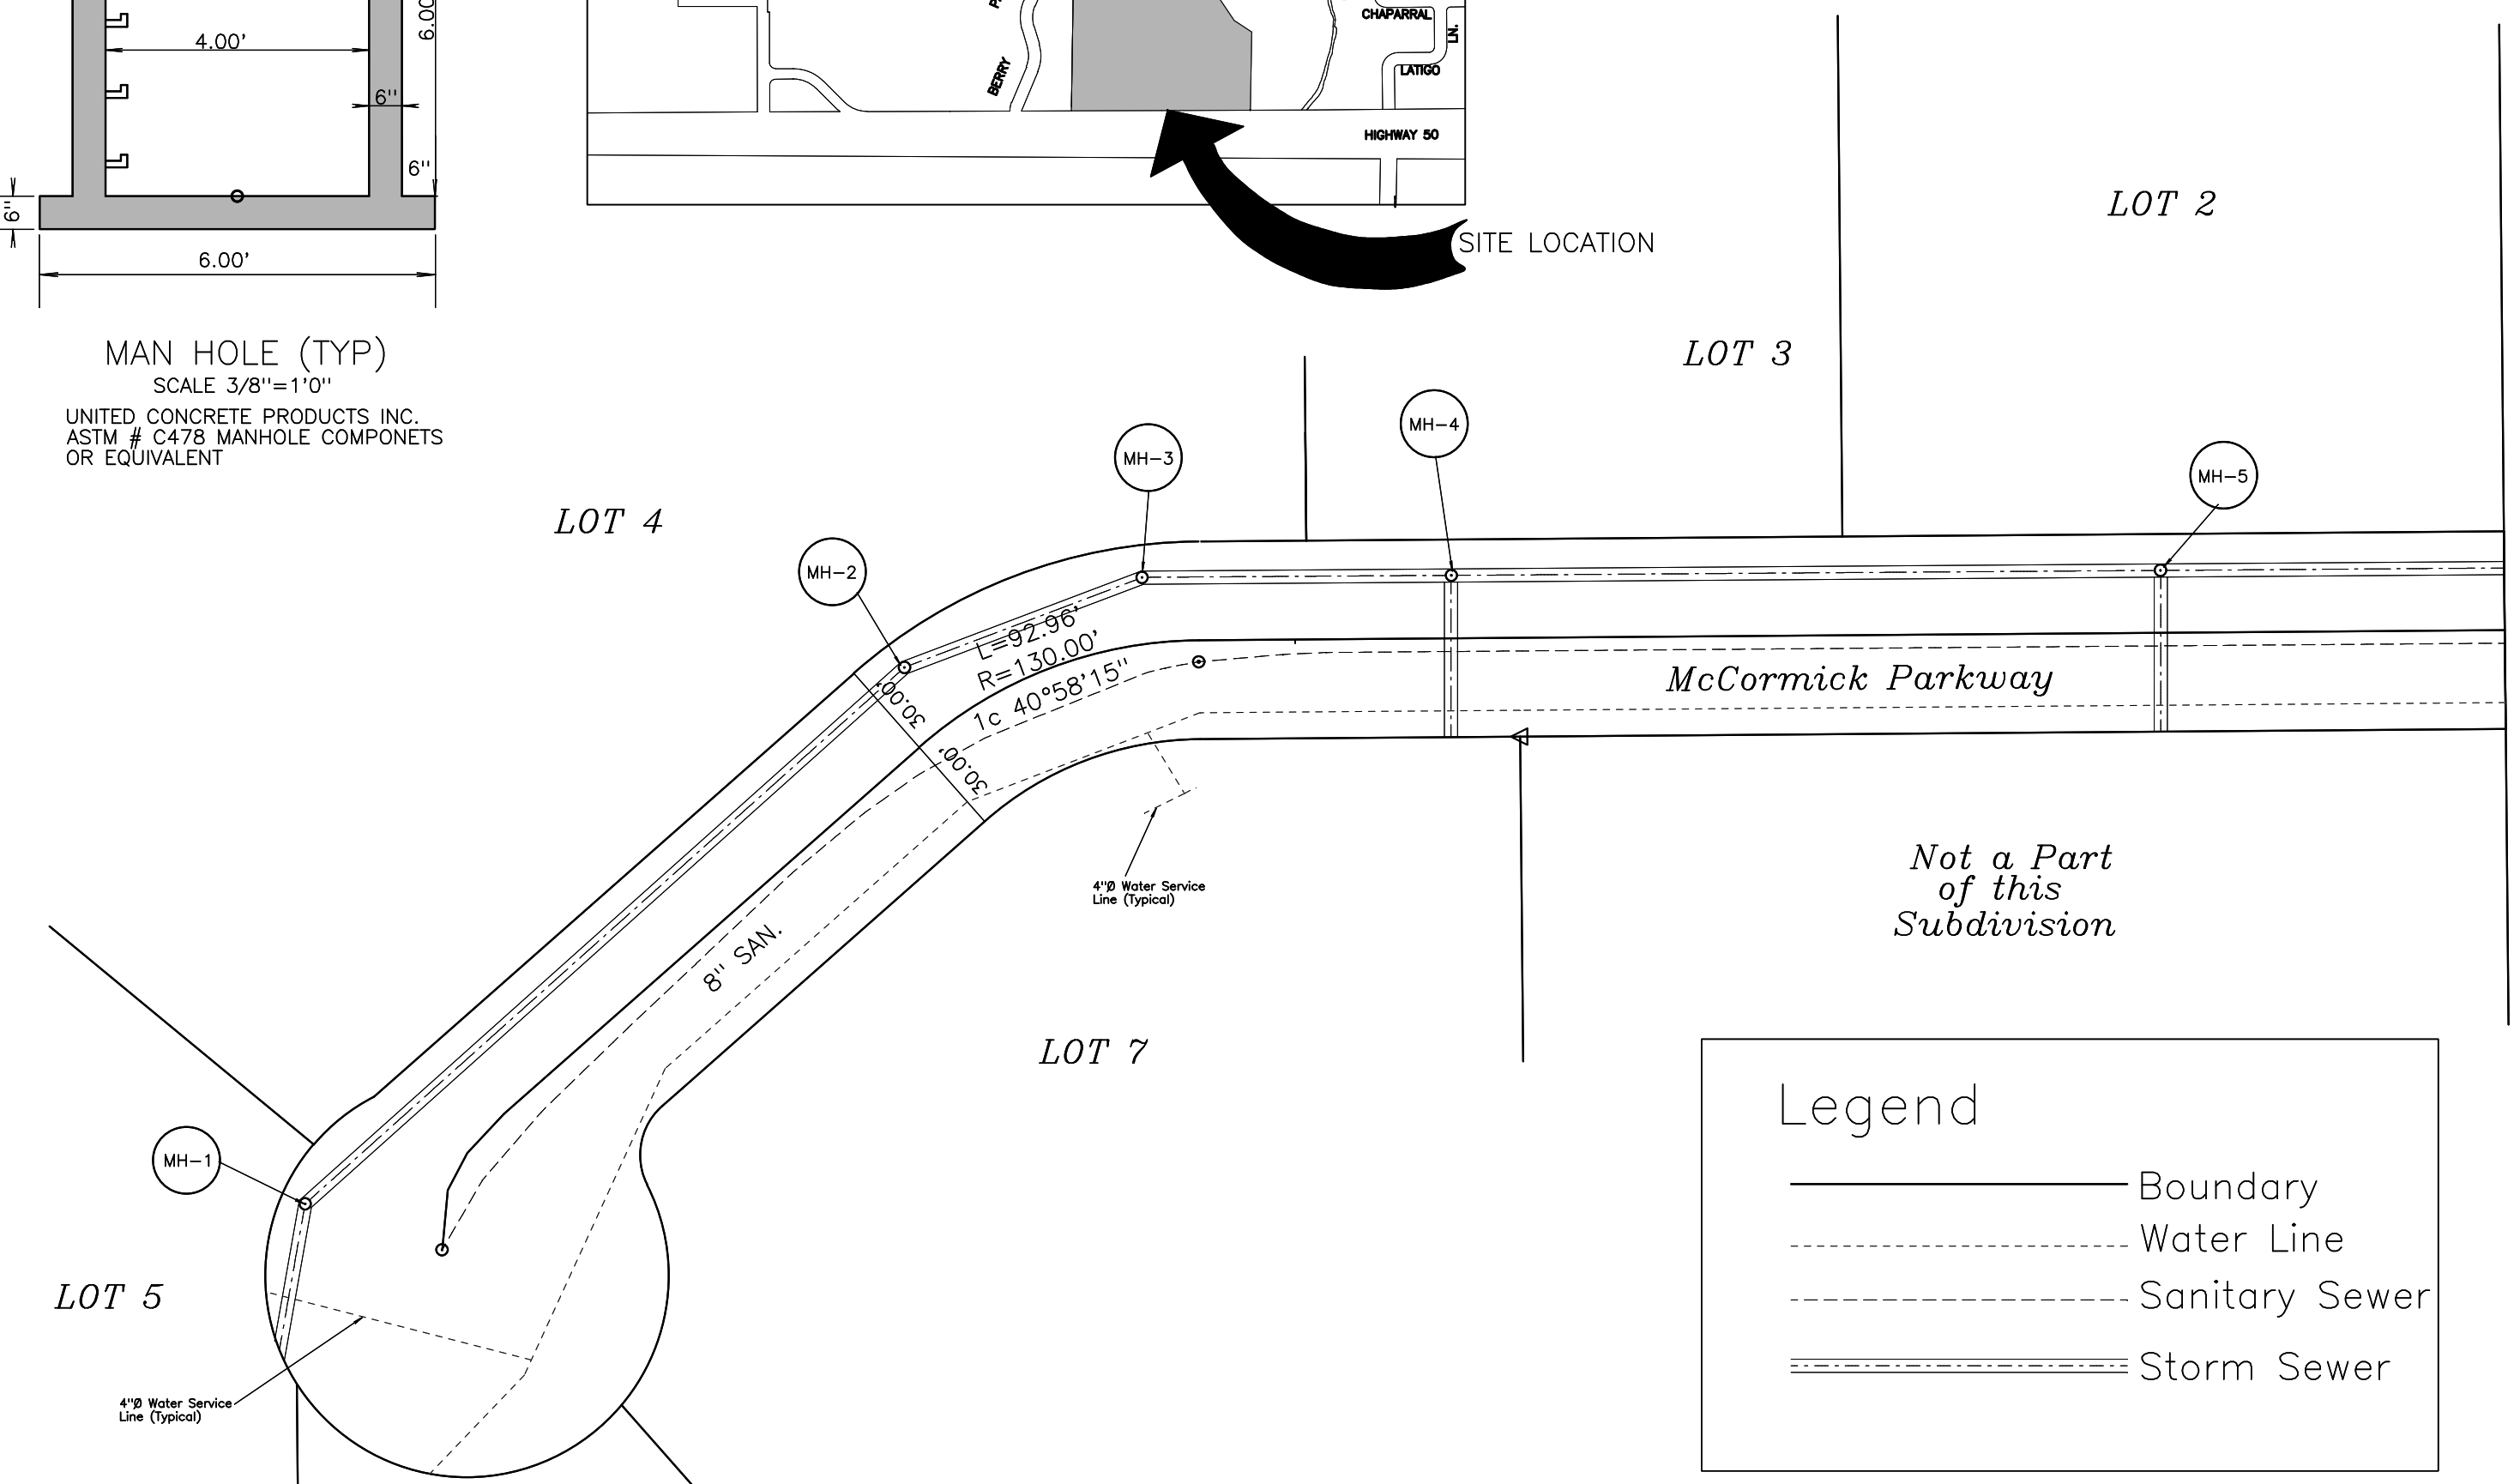 6.00'
4.00'
6"
6"
6"
6.00'
MAN HOLE (TYP)
SCALE 3/8"=1'0"
UNITED CONCRETE PRODUCTS INC.
ASTM # C478 MANHOLE COMPONETS
OR EQUIVALENT
BERRY
CHAPARRAL
LN.
LATIGO
HIGHWAY 50
SITE LOCATION
LOT 2
LOT 3
LOT 4
MH-2
MH-3
MH-4
MH-5
L=92.96'
R=130.00'
1c 40°58'15"
30.00'
30.00'
McCormick Parkway
4"Ø Water Service
Line (Typical)
Not a Part
of this
Subdivision
8" SAN.
LOT 7
MH-1
LOT 5
4"Ø Water Service
Line (Typical)
Legend
Boundary
Water Line
Sanitary Sewer
Storm Sewer